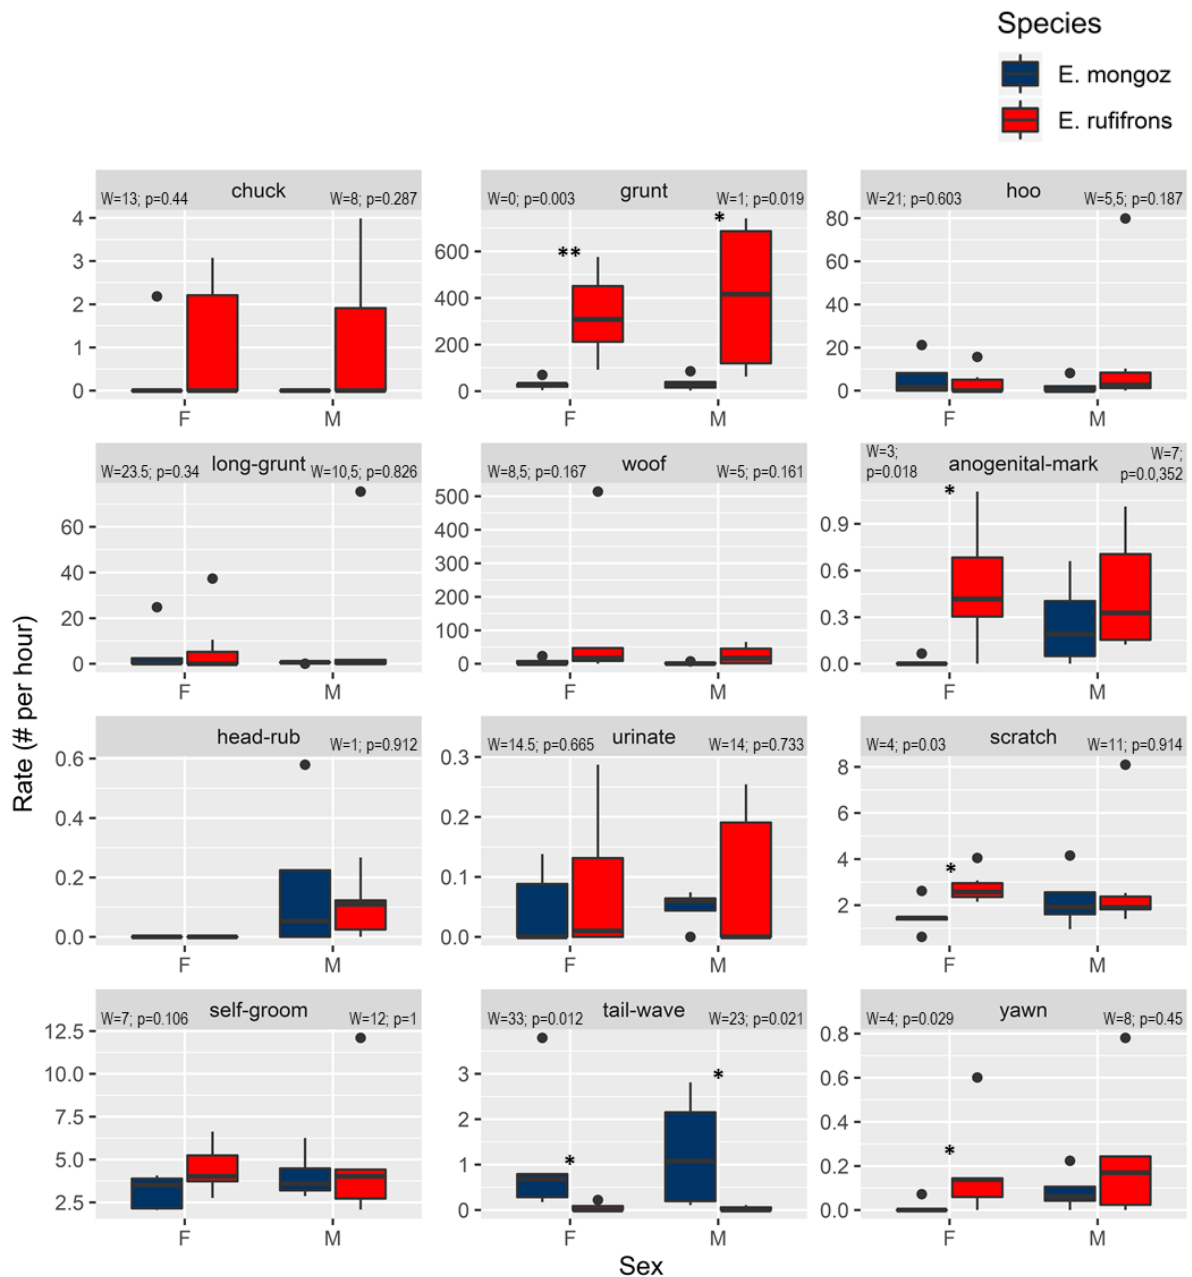 Species
E. mongoz
E. rufifrons
chuck
W=13; p=0.44
W=8; p=0.287
4
3
2
1
0
F
M
grunt
W=0; p=0.003
W=1; p=0.019
600
400
200
0
**
*
F
M
hoo
W=21; p=0.603
W=5,5; p=0.187
80
60
40
20
0
F
M
long-grunt
W=23.5; p=0.34
W=10,5; p=0.826
60
40
20
0
F
M
woof
W=8,5; p=0.167
W=5; p=0.161
500
400
300
200
100
0
F
M
anogenital-mark
W=3;
p=0.018
W=7;
p=0.0,352
*
0.9
0.6
0.3
0.0
F
M
Rate (# per hour)
head-rub
W=1; p=0.912
0.6
0.4
0.2
0.0
F
M
urinate
W=14.5; p=0.665
W=14; p=0.733
0.3
0.2
0.1
0.0
F
M
scratch
W=4; p=0.03
W=11; p=0.914
8
6
4
2
*
F
M
self-groom
W=7; p=0.106
W=12; p=1
12.5
10.0
7.5
5.0
2.5
F
M
tail-wave
W=33; p=0.012
W=23; p=0.021
3
2
1
0
*
*
F
M
yawn
W=4; p=0.029
W=8; p=0.45
0.8
0.6
0.4
0.2
0.0
*
F
M
Sex